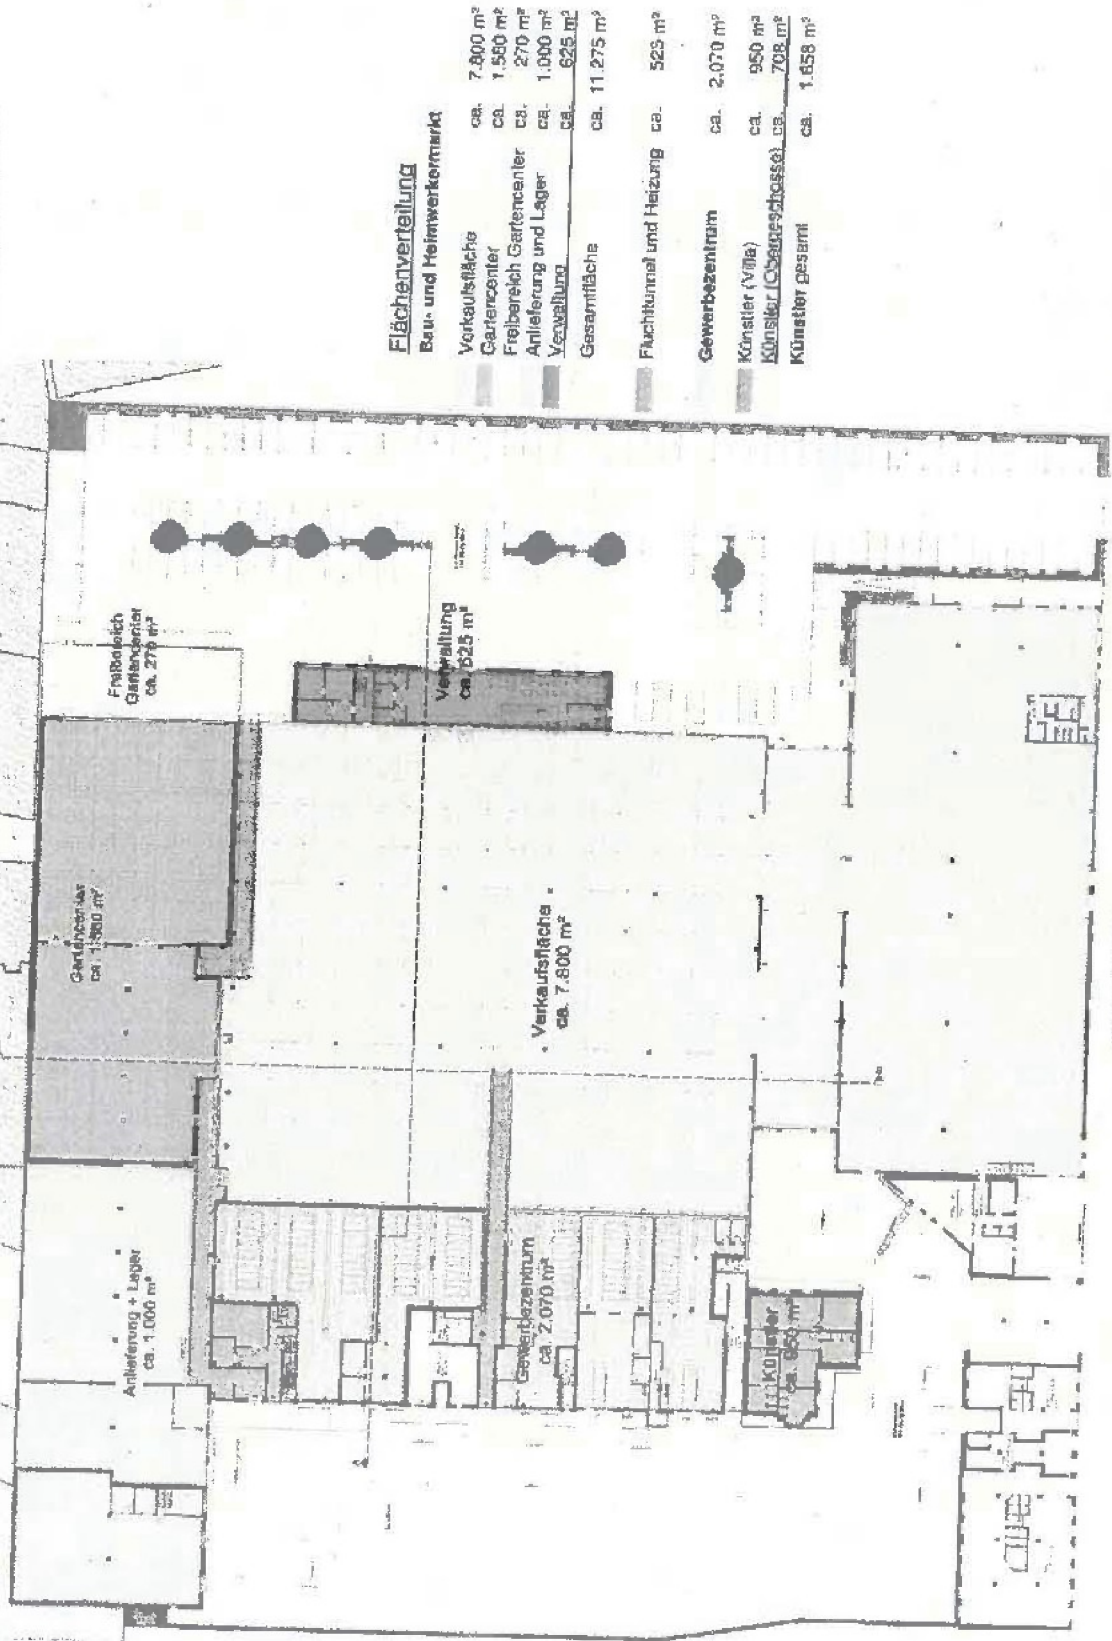 Flächenverteilung
Bau- und Heimwerkermarkt
Verkaufsfläche ca. 7.800 m²
Gartencenter ca. 1.580 m²
Freibereich Gartencenter ca. 270 m²
Anlieferung und Lager ca. 1.000 m²
Verwaltung ca. 625 m²
Gesamtfläche ca. 11.275 m²
Fluchttunnel und Heizung ca. 525 m²
Gewerbezentrum ca. 2.070 m²
Künstler (Villa) ca. 950 m²
Künstler (Obergeschosse) ca. 708 m²
Künstler gesamt ca. 1.658 m²
Freibereich
Gartencenter
ca. 270 m²
Verwaltung
ca. 625 m²
Gartencenter
ca. 1.580 m²
Verkaufsfläche
ca. 7.800 m²
Anlieferung + Lager
ca. 1.000 m²
Gewerbezentrum
ca. 2.070 m²
Künstler
ca. 950 m²